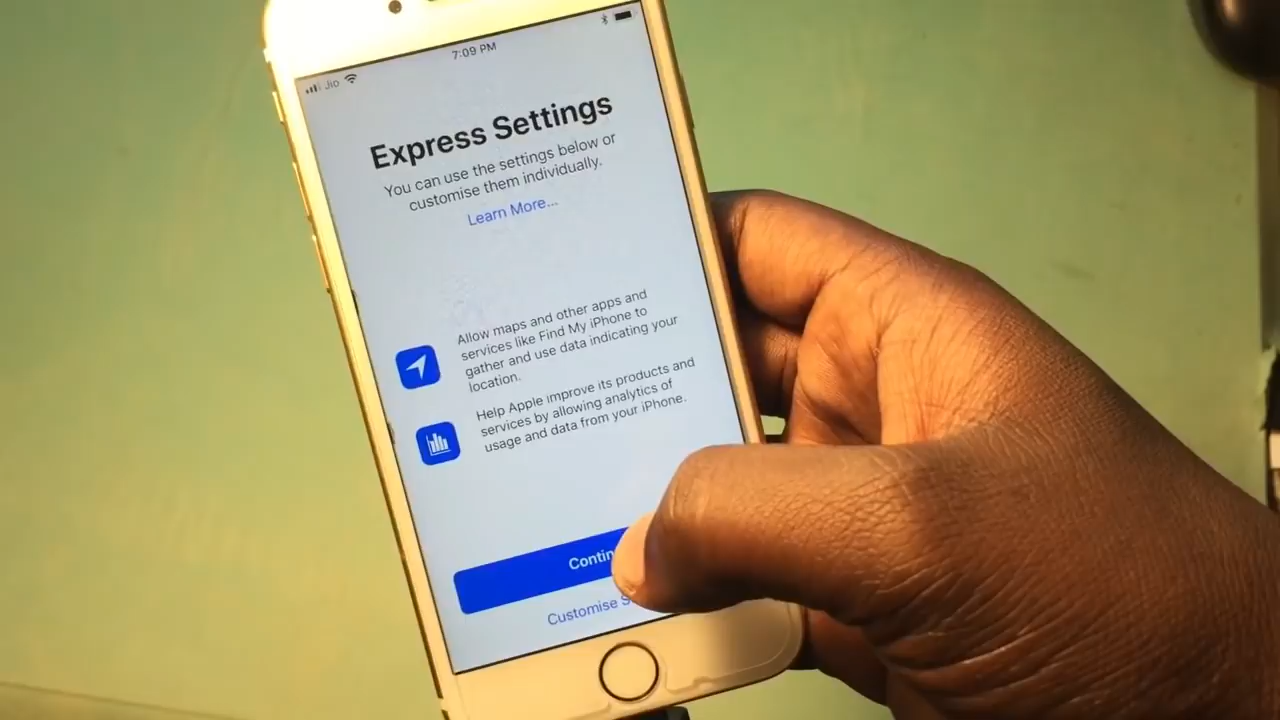 7:09 PM
Jio
Express Settings
You can use the settings below or
customise them individually.
Learn More...
Allow maps and other apps and
services like Find My iPhone to
gather and use data indicating your
location.
Help Apple improve its products and
services by allowing analytics of
usage and data from your iPhone.
Contin
Customise S